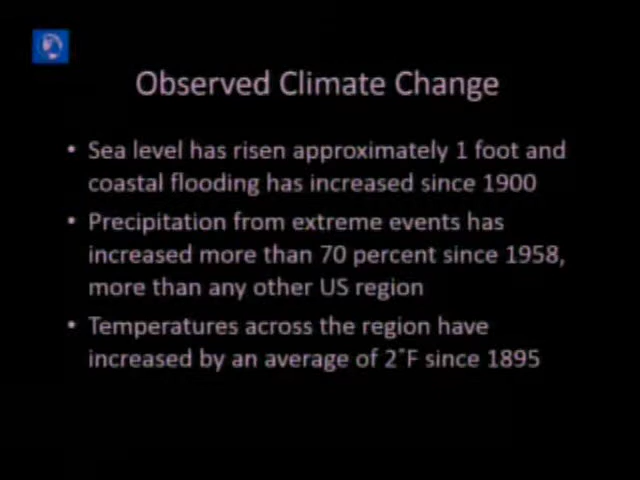 Observed Climate Change
• Sea level has risen approximately 1 foot and
coastal flooding has increased since 1900
• Precipitation from extreme events has
increased more than 70 percent since 1958,
more than any other US region
• Temperatures across the region have
increased by an average of 2˚F since 1895